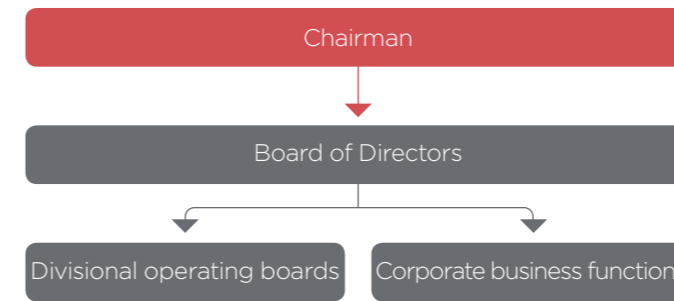 Chairman
Board of Directors
Divisional operating boards
Corporate business function